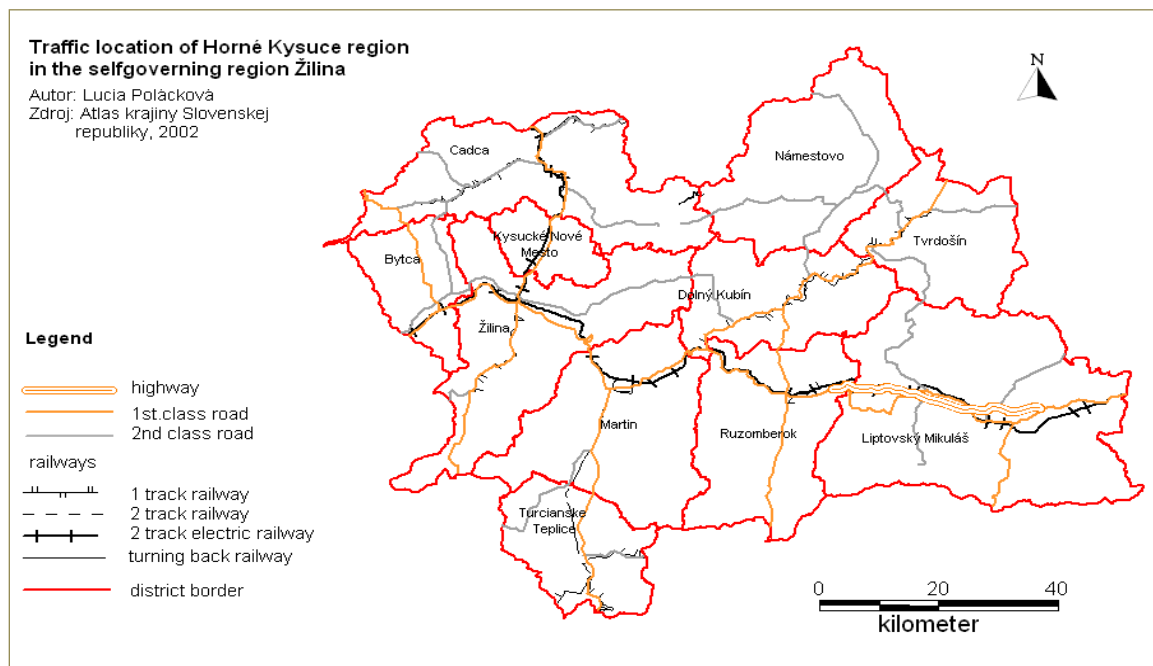 Traffic location of Horné Kysuce region
in the selfgoverning region Žilina
Autor: Lucia Polácková
Zdroj: Atlas krajiny Slovenskej
republiky, 2002
N
Cadca
Námestovo
Kysucké Nové
Mesto
Tvrdošín
Bytca
Dolný Kubín
Žilina
Martin
Ruzomberok
Liptovský Mikuláš
Turcianske
Teplice
Legend
highway
1st.class road
2nd class road
railways
1 track railway
2 track railway
2 track electric railway
turning back railway
district border
0 20 40
kilometer